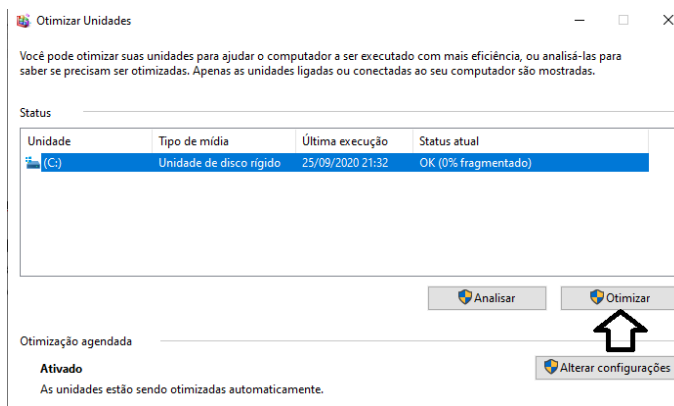 Otimizar Unidades
Você pode otimizar suas unidades para ajudar o computador a ser executado com mais eficiência, ou analisá-las para
saber se precisam ser otimizadas. Apenas as unidades ligadas ou conectadas ao seu computador são mostradas.
Status
Unidade Tipo de mídia Última execução Status atual
(C:) Unidade de disco rígido 25/09/2020 21:32 OK (0% fragmentado)
Analisar Otimizar
Otimização agendada
Ativado Alterar configurações
As unidades estão sendo otimizadas automaticamente.